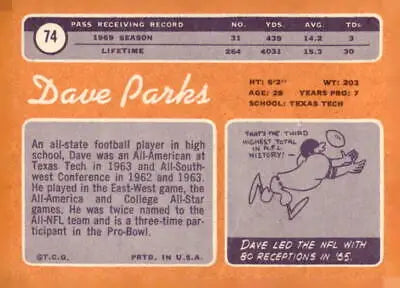 74
PASS RECEIVING RECORD NO. YDS. AVG. TDS
1969 SEASON 31 439 14.2 3
LIFETIME 264 4031 15.3 30
Dave Parks
HT: 6'2" WT: 203
AGE: 28 YEARS PRO: 7
SCHOOL: TEXAS TECH
An all-state football player in high
school, Dave was an All-American at
Texas Tech in 1963 and All-South-
west Conference in 1962 and 1963.
He played in the East-West game, the
All-America and College All-Star
games. He was twice named to the
All-NFL team and is a three-time par-
ticipant in the Pro-Bowl.
©T.C.G. PRTD. IN U.S.A.
THAT'S THE THIRD
HIGHEST TOTAL
IN N.F.L.
HISTORY!
DAVE LED THE NFL WITH
80 RECEPTIONS IN '65.